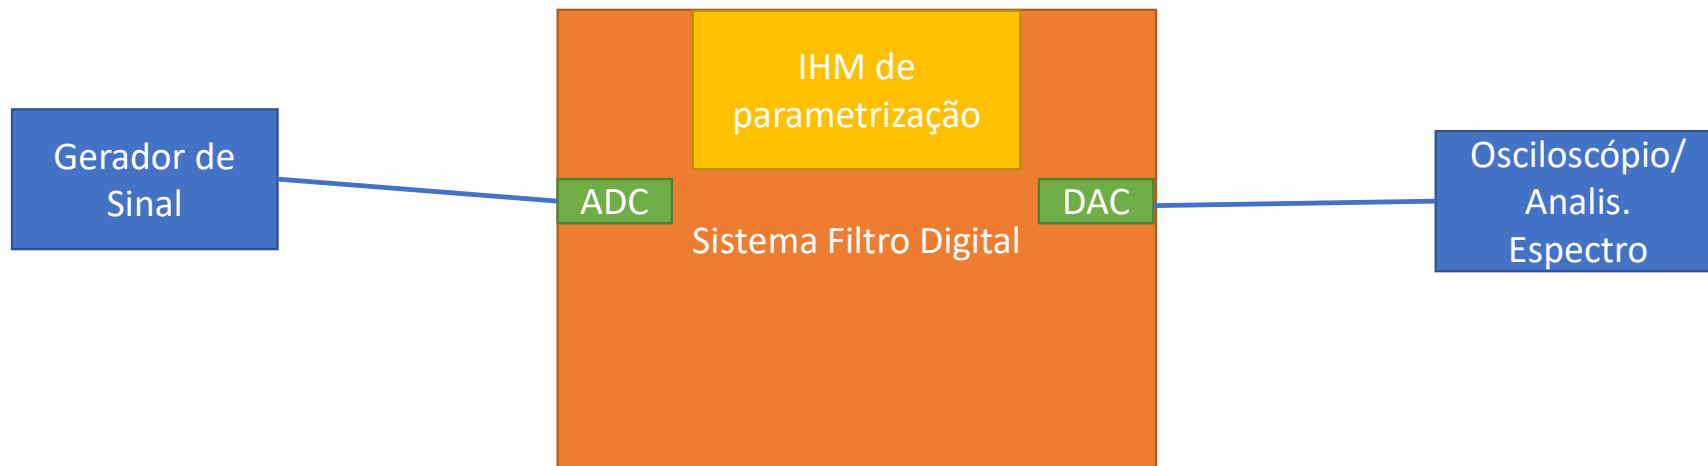 IHM de
parametrização
Gerador de
Sinal
ADC
DAC
Sistema Filtro Digital
Osciloscópio/
Analis.
Espectro